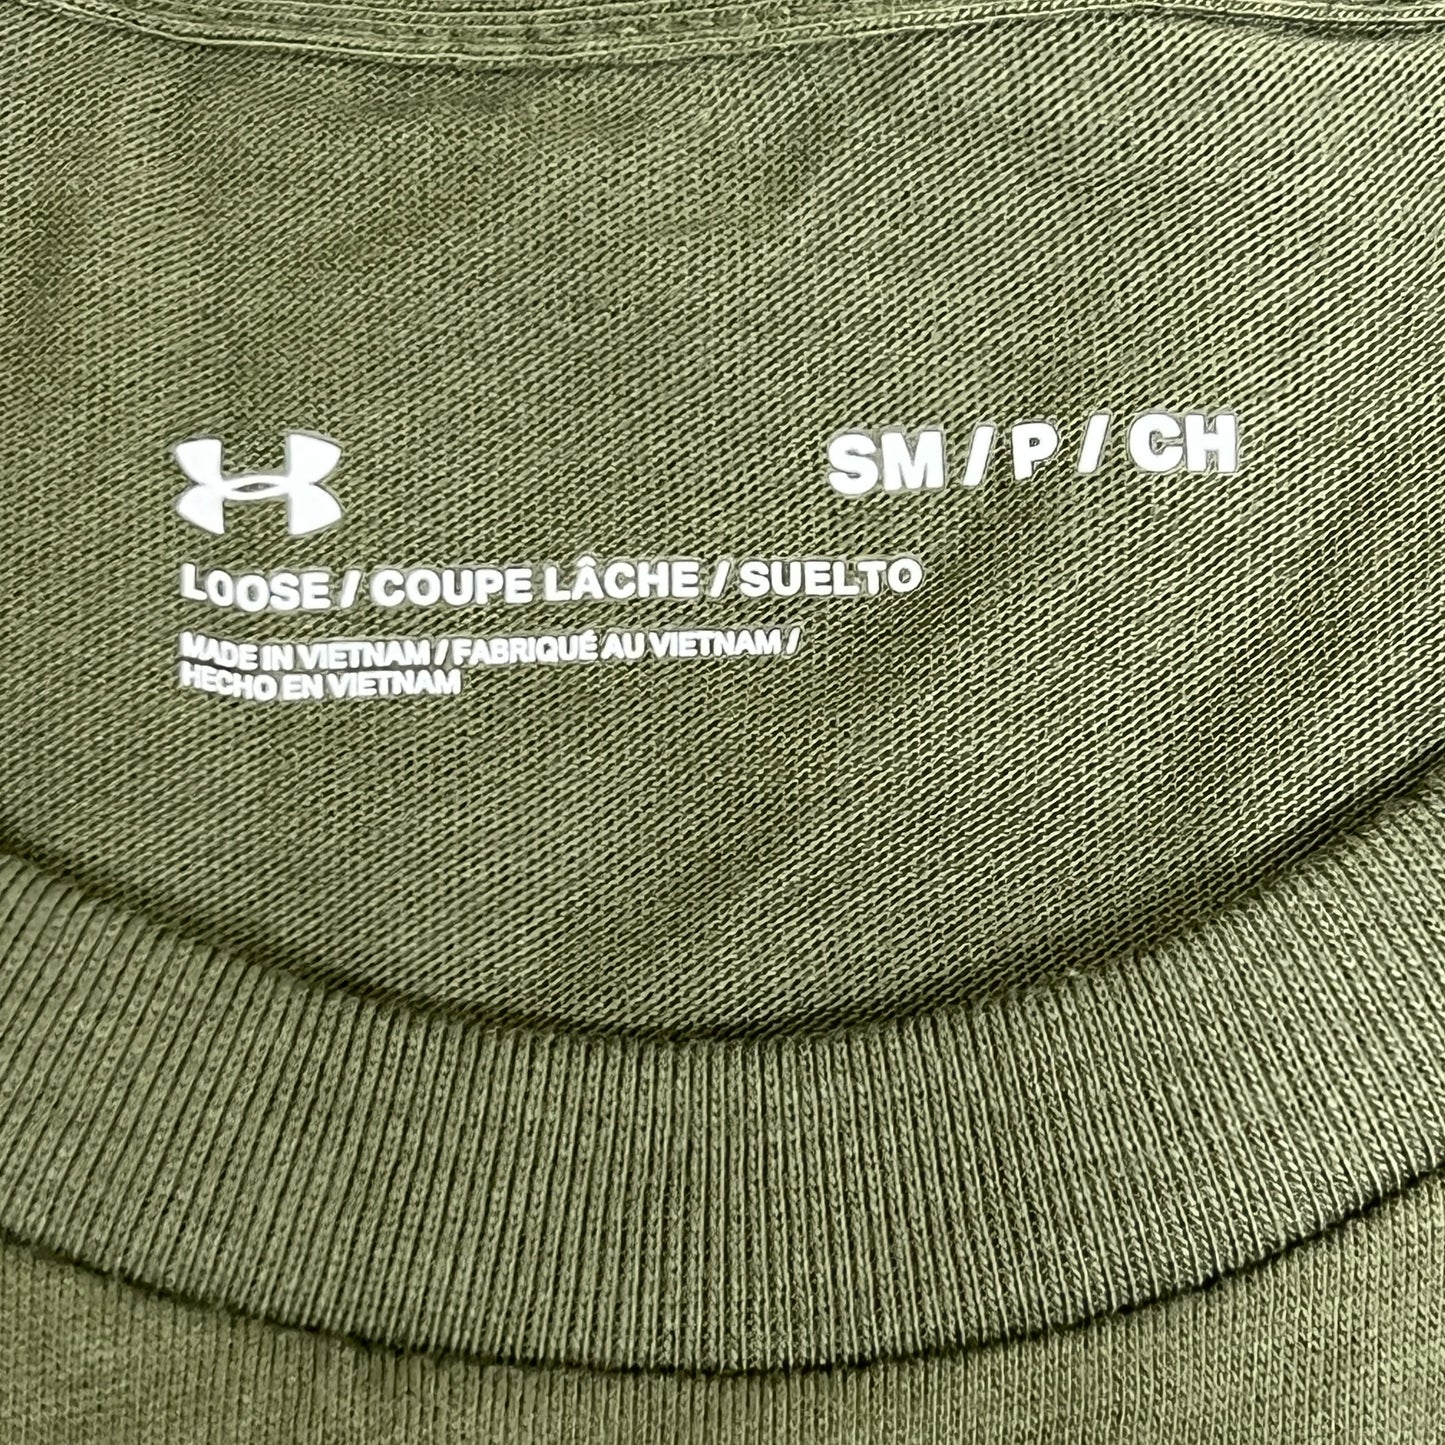 SM / P / CH
LOOSE / COUPE LÂCHE / SUELTO
MADE IN VIETNAM / FABRIQUÉ AU VIETNAM /
HECHO EN VIETNAM